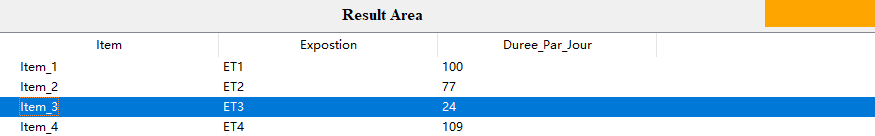 Result Area
Item Expostion Duree_Par_Jour
Item_1 ET1 100
Item_2 ET2 77
Item_3 ET3 24
Item_4 ET4 109